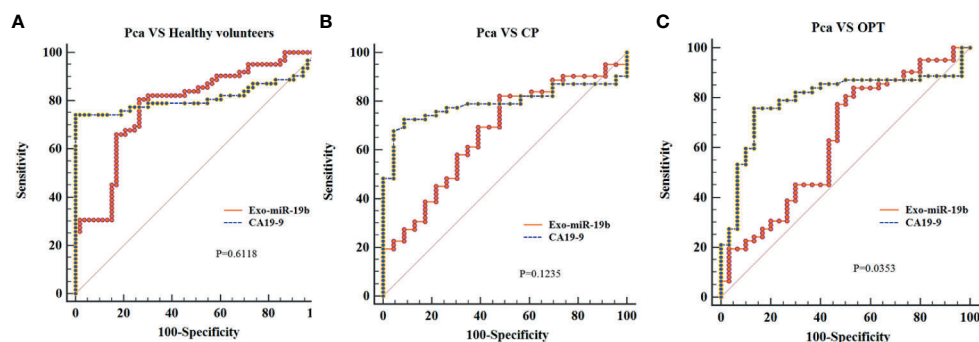 A
Pca VS Healthy volunteers
100
80
60
40
20
0
Sensitivity
Exo-miR-19b
CA19-9
P=0.6118
0 20 40 60 80 1
100-Specificity
B
Pca VS CP
100
80
60
40
20
0
Sensitivity
Exo-miR-19b
CA19-9
P=0.1235
0 20 40 60 80 100
100-Specificity
C
Pca VS OPT
100
80
60
40
20
0
Sensitivity
Exo-miR-19b
CA19-9
P=0.0353
0 20 40 60 80 100
100-Specificity